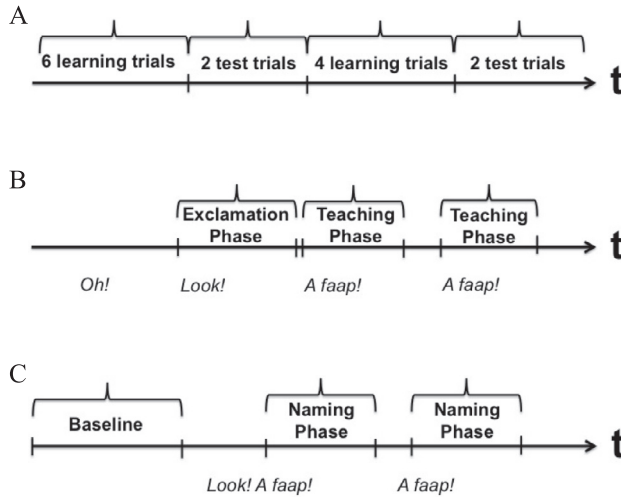 A
6 learning trials 2 test trials 4 learning trials 2 test trials
t
B
Exclamation Phase Teaching Phase Teaching Phase
t
Oh! Look! A faap! A faap!
C
Baseline Naming Phase Naming Phase
t
Look! A faap! A faap!